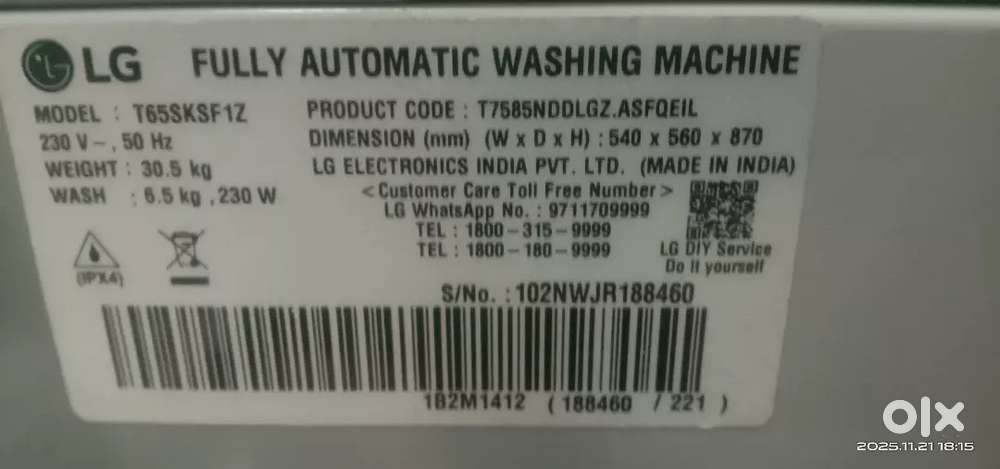 LG FULLY AUTOMATIC WASHING MACHINE
MODEL : T65SKSF1Z
PRODUCT CODE : T7585NDDLGZ.ASFQEIL
230 V~, 50 Hz
DIMENSION (mm) (W x D x H) : 540 x 560 x 870
WEIGHT : 30.5 kg
LG ELECTRONICS INDIA PVT. LTD. (MADE IN INDIA)
WASH : 6.5 kg , 230 W
<Customer Care Toll Free Number>
LG WhatsApp No. : 9711709999
TEL : 1800-315-9999
TEL : 1800-180-9999
LG DIY Service
Do It yourself
(IPX4)
S/No. : 102NWJR188460
1B2M1412 (188460 / 221 )
olx
2025.11.21 18:15